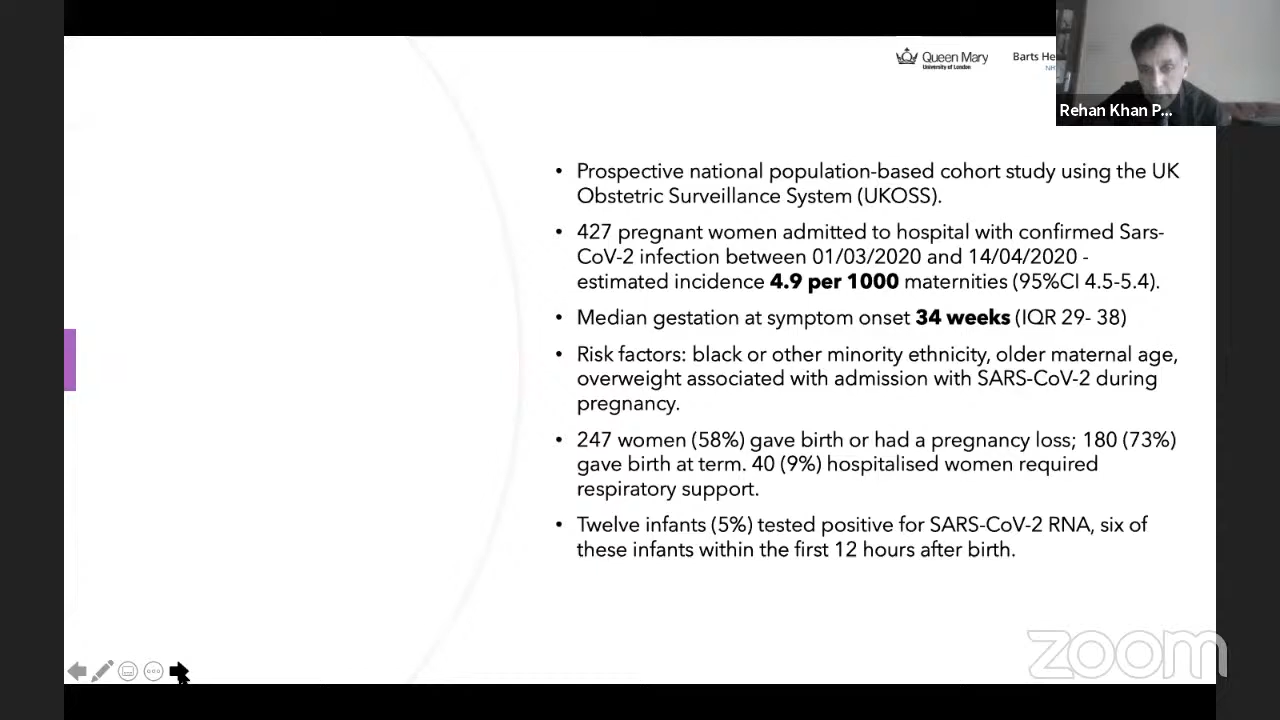 Queen Mary
University of London
Barts He
NH
Rehan Khan P...
• Prospective national population-based cohort study using the UK
Obstetric Surveillance System (UKOSS).
• 427 pregnant women admitted to hospital with confirmed Sars-
CoV-2 infection between 01/03/2020 and 14/04/2020 -
estimated incidence 4.9 per 1000 maternities (95%CI 4.5-5.4).
• Median gestation at symptom onset 34 weeks (IQR 29- 38)
• Risk factors: black or other minority ethnicity, older maternal age,
overweight associated with admission with SARS-CoV-2 during
pregnancy.
• 247 women (58%) gave birth or had a pregnancy loss; 180 (73%)
gave birth at term. 40 (9%) hospitalised women required
respiratory support.
• Twelve infants (5%) tested positive for SARS-CoV-2 RNA, six of
these infants within the first 12 hours after birth.
zoom